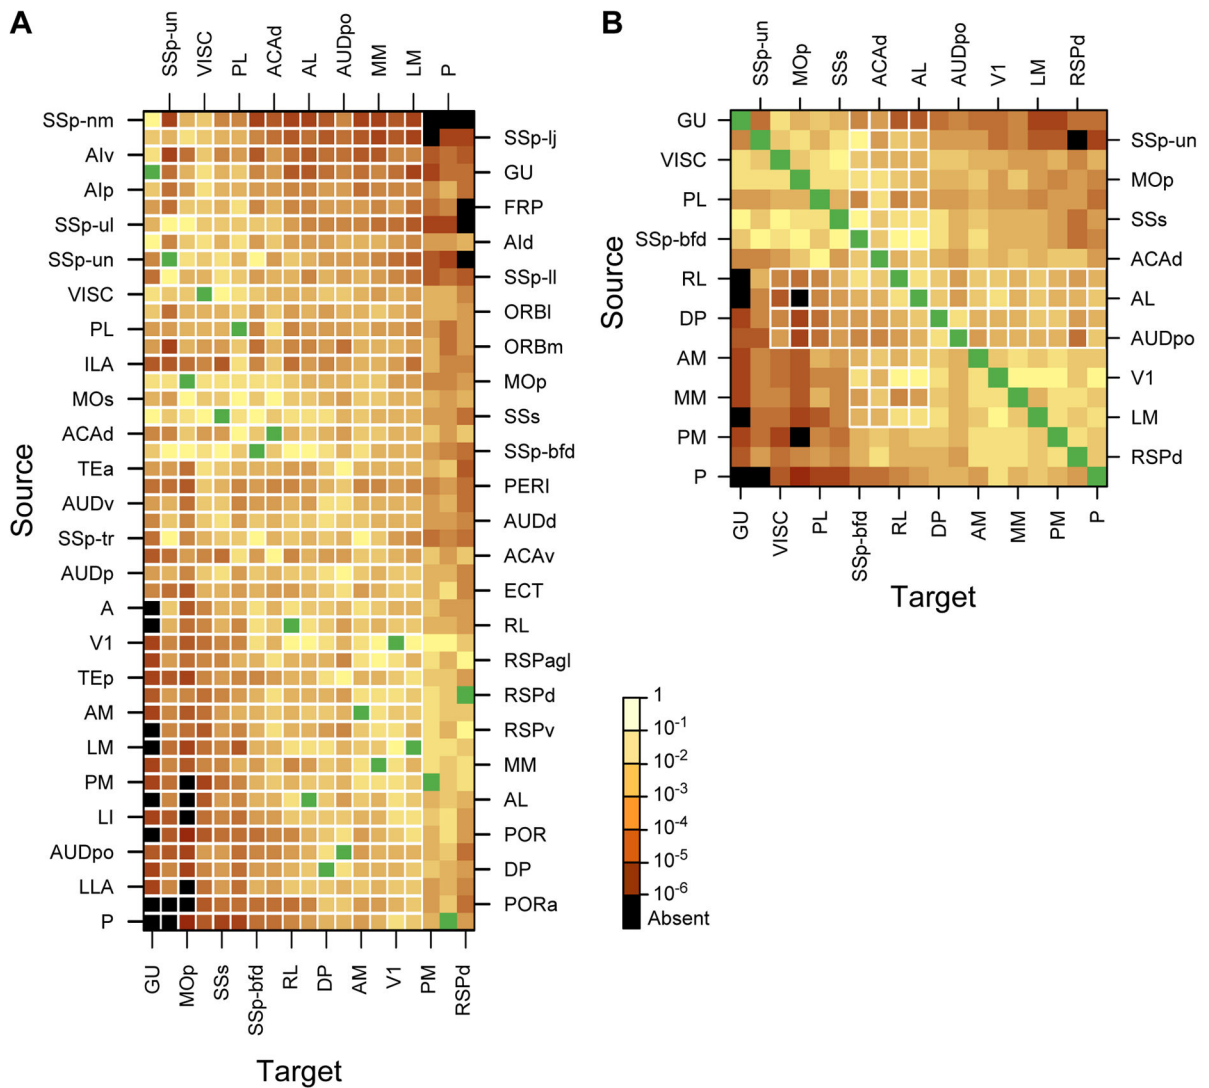 A
SSp-un
VISC
PL
ACAd
AL
AUDpo
MM
LM
P
SSp-nm
SSp-lj
AIv
GU
AIp
FRP
SSp-ul
AId
SSp-un
SSp-ll
VISC
ORBl
PL
ORBm
ILA
MOp
MOs
SSs
ACAd
SSp-bfd
TEa
PERI
AUDv
AUDd
SSp-tr
ACAv
AUDp
ECT
A
RL
V1
RSPagl
TEp
RSPd
AM
RSPv
LM
MM
PM
AL
LI
POR
AUDpo
DP
LLA
PORa
P
Source
GU
MOp
SSs
SSp-bfd
RL
DP
AM
V1
PM
RSPd
Target
B
SSp-un
MOp
SSs
ACAd
AL
AUDpo
V1
LM
RSPd
GU
SSp-un
VISC
MOp
PL
SSs
SSp-bfd
ACAd
RL
AL
DP
AUDpo
AM
V1
MM
LM
PM
RSPd
P
Source
GU
VISC
PL
SSp-bfd
RL
DP
AM
MM
PM
P
Target
1
10-1
10-2
10-3
10-4
10-5
10-6
Absent